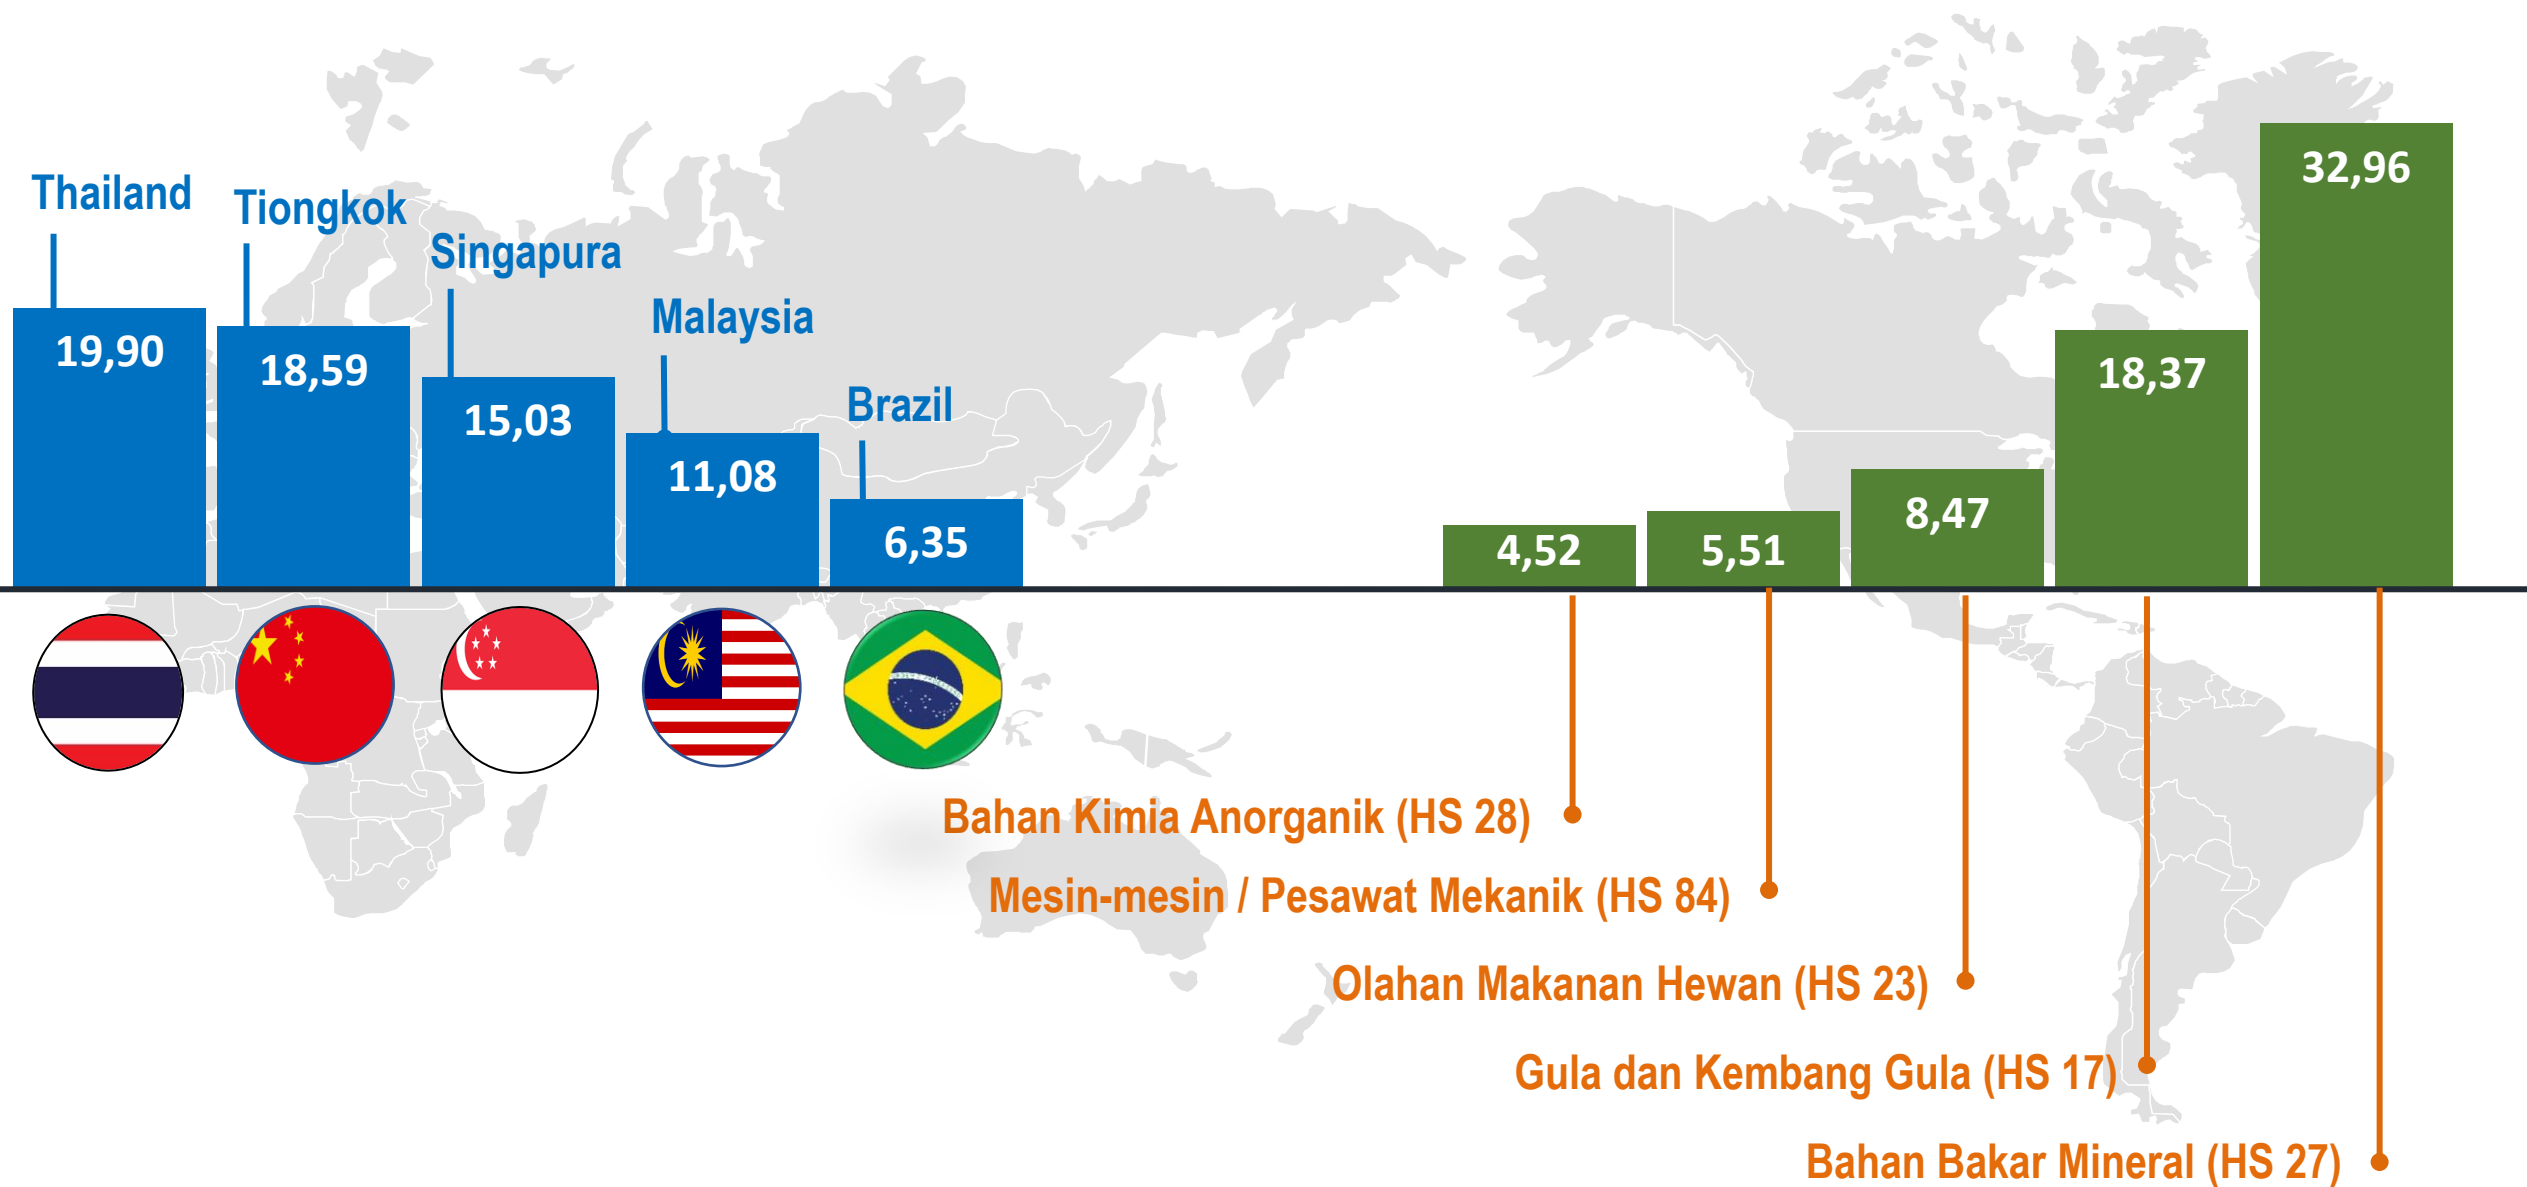 Thailand
19,90
Tiongkok
18,59
Singapura
15,03
Malaysia
11,08
Brazil
6,35
4,52
5,51
8,47
18,37
32,96
Bahan Kimia Anorganik (HS 28)
Mesin-mesin / Pesawat Mekanik (HS 84)
Olahan Makanan Hewan (HS 23)
Gula dan Kembang Gula (HS 17)
Bahan Bakar Mineral (HS 27)